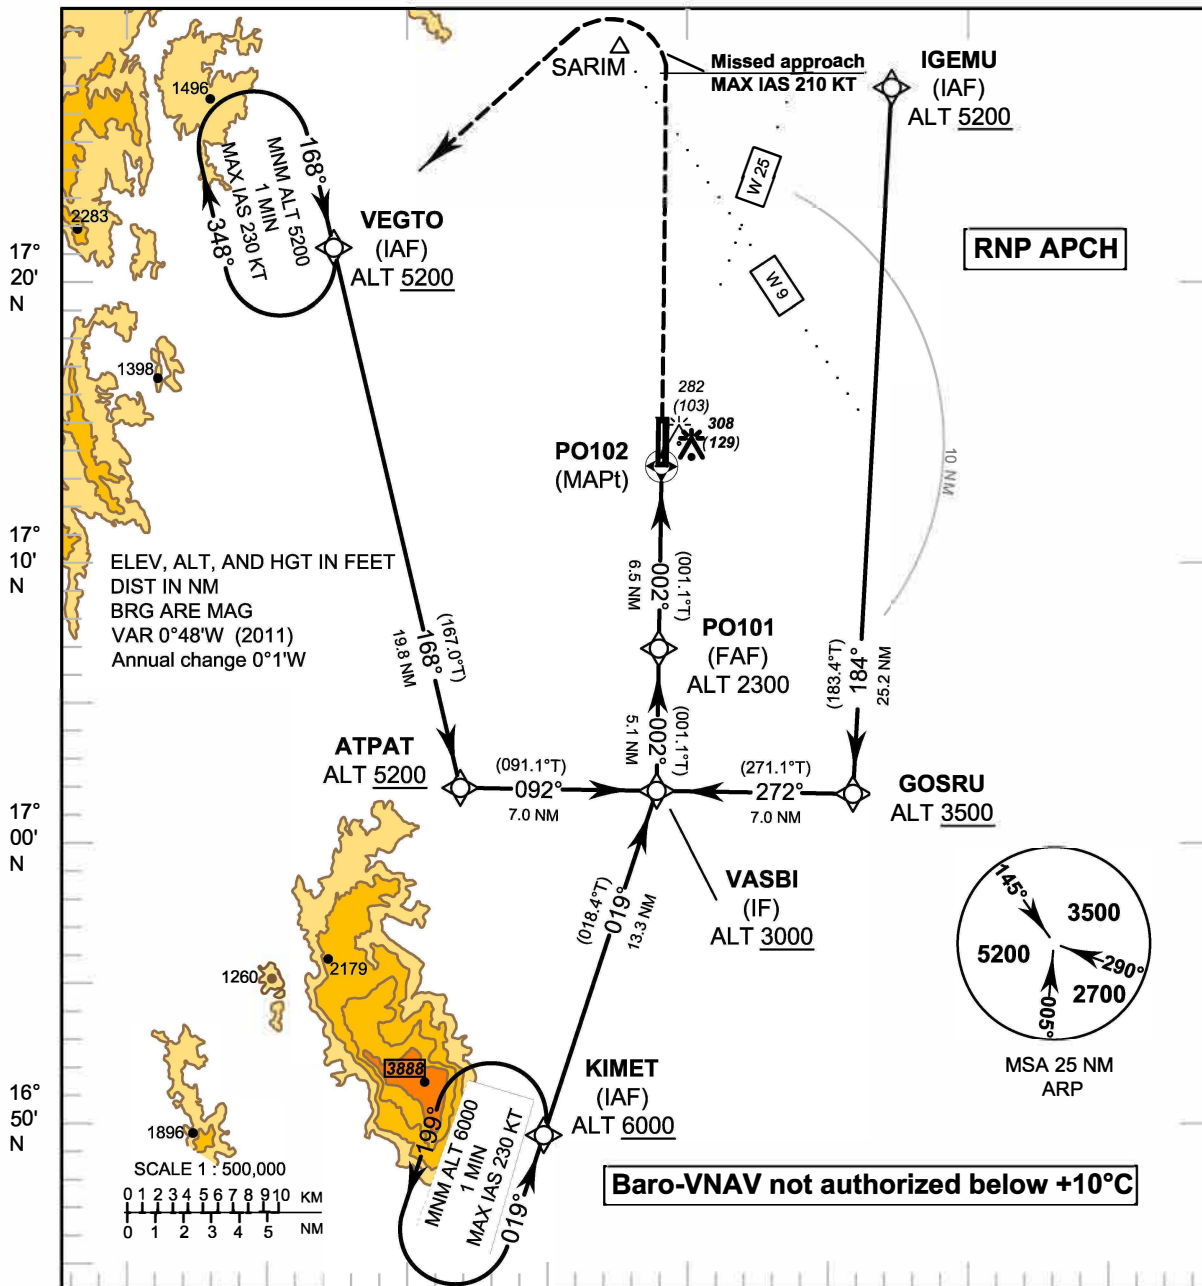 SARIM
Missed approach
MAX IAS 210 KT
IGEMU
(IAF)
ALT 5200
1496
168°
MNM ALT 5200
1 MIN
MAX IAS 230 KT
348°
W 25
2283
VEGTO
(IAF)
ALT 5200
RNP APCH
17°
20'
N
W 9
1398
282
(103)
308
(129)
PO102
(MAPt)
10 NM
17°
10'
N
ELEV, ALT, AND HGT IN FEET
DIST IN NM
BRG ARE MAG
VAR 0°48'W (2011)
Annual change 0°1'W
(167.0°T)
168°
19.8 NM
(001.1°T)
002°
6.5 NM
PO101
(FAF)
ALT 2300
(183.4°T)
184°
25.2 NM
(001.1°T)
002°
5.1 NM
ATPAT
ALT 5200
(091.1°T)
092°
7.0 NM
(271.1°T)
272°
7.0 NM
GOSRU
ALT 3500
17°
00'
N
VASBI
(IF)
ALT 3000
(018.4°T)
019°
13.3 NM
145°
3500
5200
290°
2700
005°
MSA 25 NM
ARP
2179
1260
3888
KIMET
(IAF)
ALT 6000
16°
50'
N
1896
199°
MNM ALT 6000
1 MIN
MAX IAS 230 KT
019°
SCALE 1 : 500,000
0 1 2 3 4 5 6 7 8 9 10 KM
0 1 2 3 4 5 NM
Baro-VNAV not authorized below +10°C